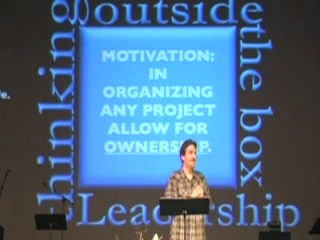 thinking
outside
the box
Leadership
MOTIVATION:
IN
ORGANIZING
ANY PROJECT
ALLOW FOR
OWNERSHIP.